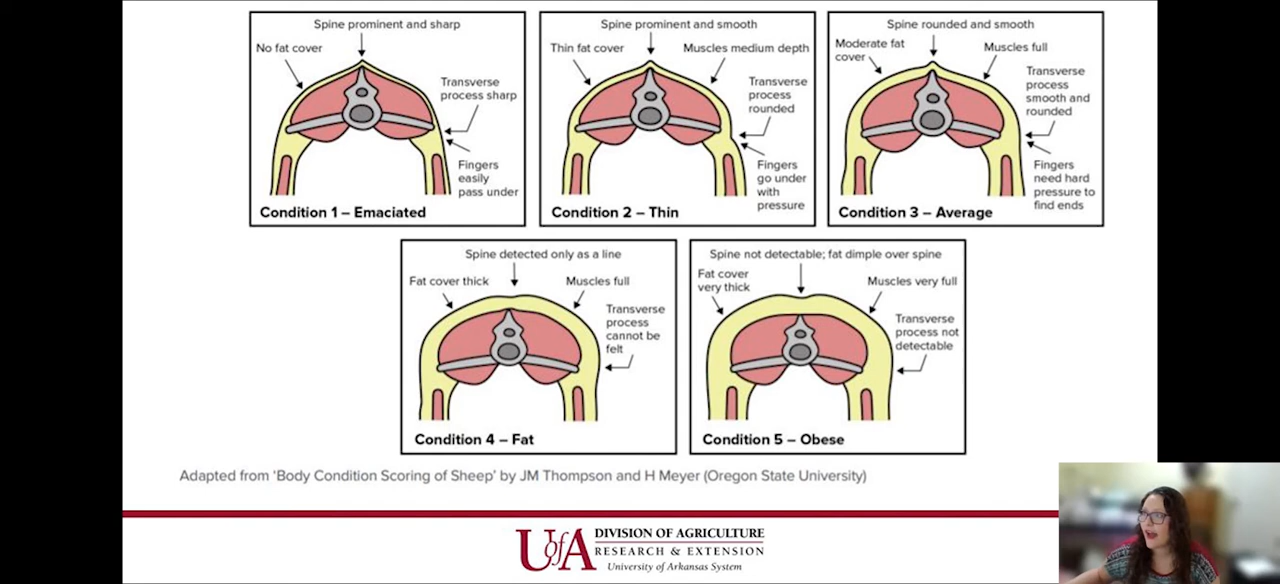 Spine prominent and sharp
No fat cover
Transverse
process sharp
Fingers
easily
pass under
Condition 1 – Emaciated
Spine prominent and smooth
Thin fat cover
Muscles medium depth
Transverse
process
rounded
Fingers
go under
with
pressure
Condition 2 – Thin
Spine rounded and smooth
Moderate fat
cover
Muscles full
Transverse
process
smooth and
rounded
Fingers
need hard
pressure to
find ends
Condition 3 – Average
Spine detected only as a line
Fat cover thick
Muscles full
Transverse
process
cannot be
felt
Condition 4 – Fat
Spine not detectable; fat dimple over spine
Fat cover
very thick
Muscles very full
Transverse
process not
detectable
Condition 5 – Obese
Adapted from ‘Body Condition Scoring of Sheep’ by JM Thompson and H Meyer (Oregon State University)
UofA
DIVISION OF AGRICULTURE
RESEARCH & EXTENSION
University of Arkansas System